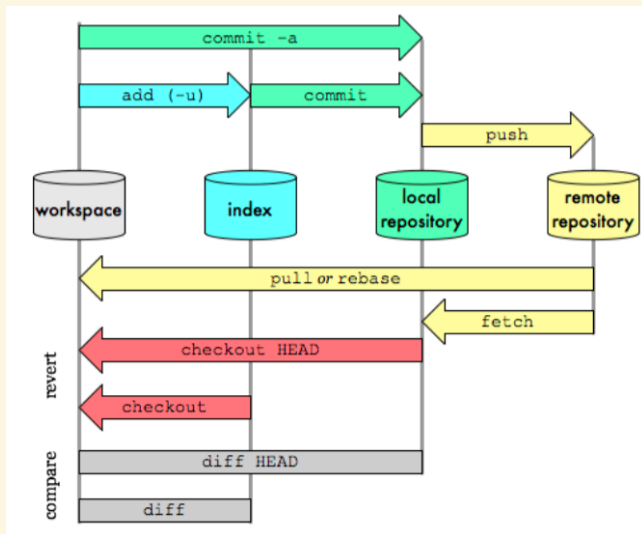 commit -a
add (-u)
commit
push
workspace
index
local
repository
remote
repository
pull or rebase
fetch
revert
checkout HEAD
checkout
compare
diff HEAD
diff